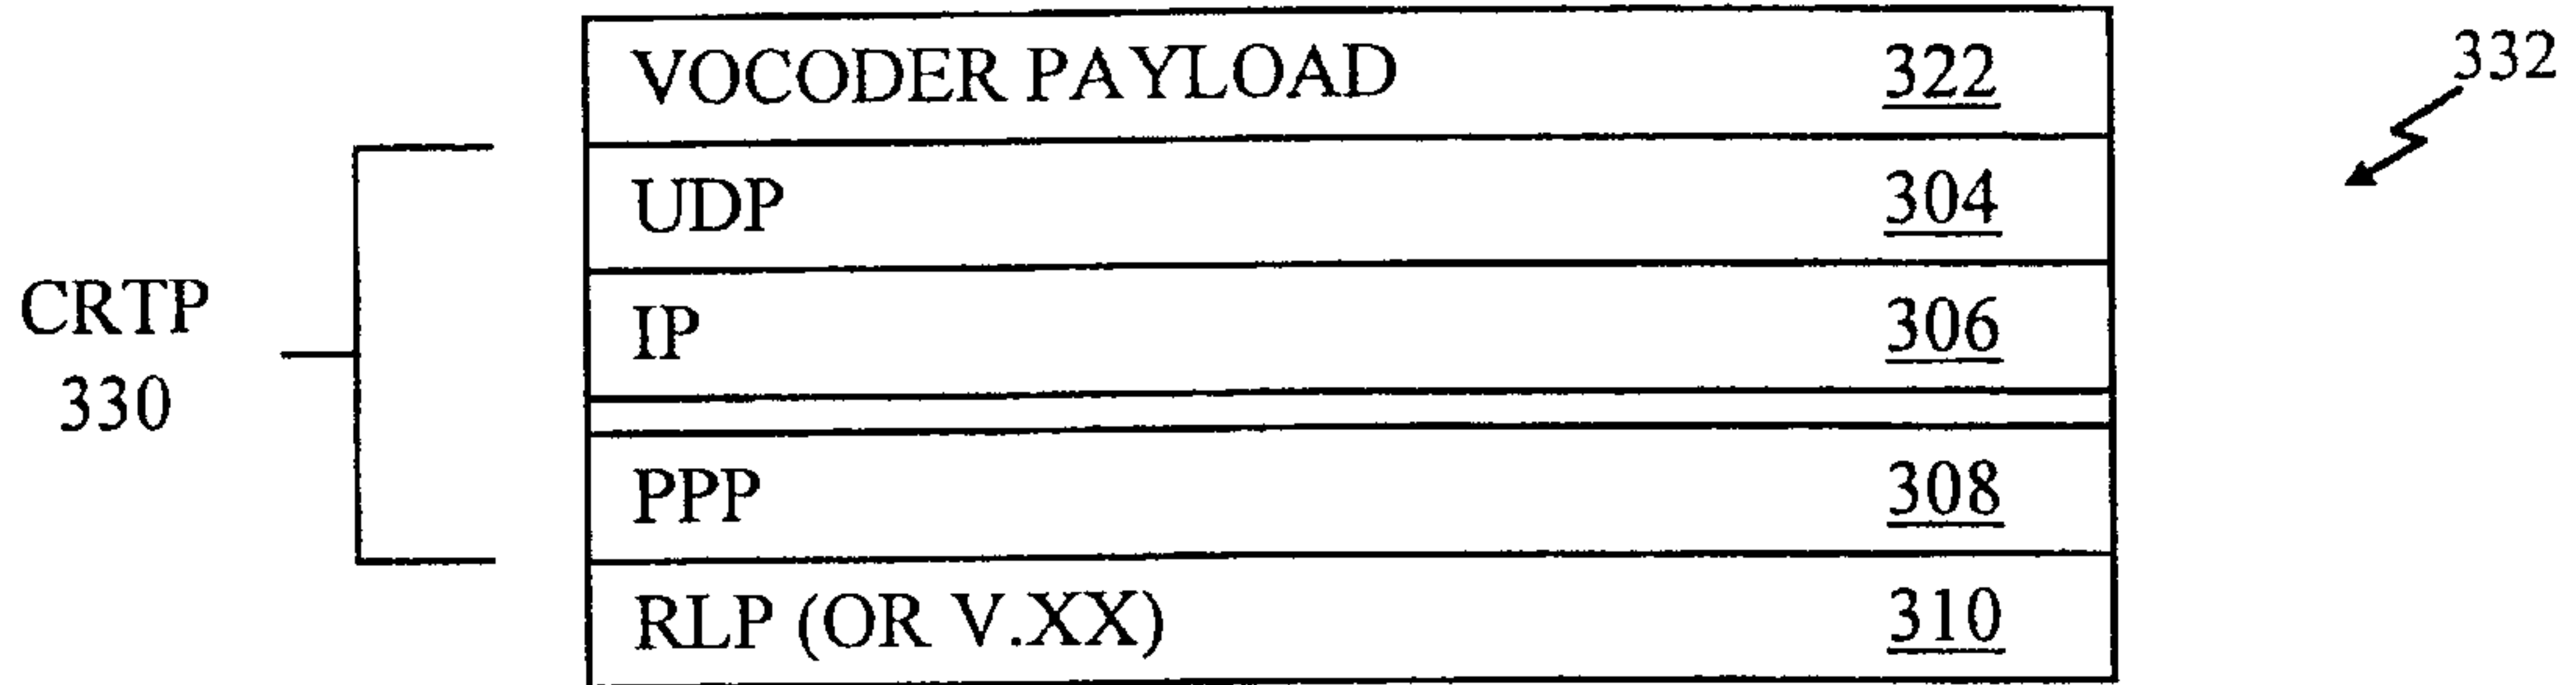 VOCODER PAYLOAD 322
332
UDP 304
CRTP
330
IP 306
PPP 308
RLP (OR V.XX) 310